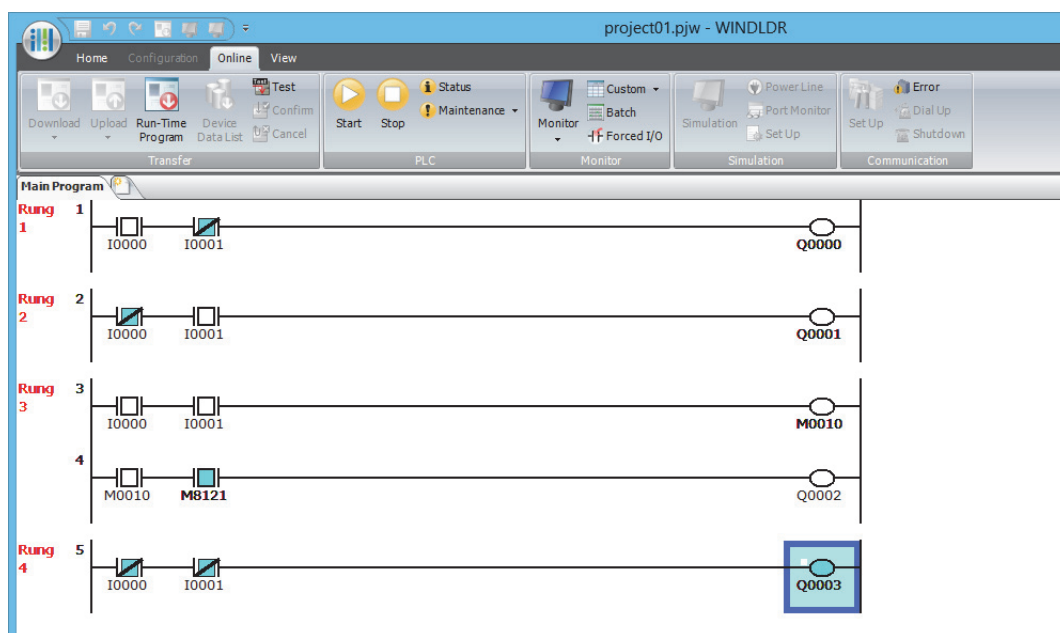 project01.pjw - WINDLDR
Home Configuration Online View
Download Upload Run-Time Program Device Data List Test Confirm Cancel
Start Stop Status Maintenance
Monitor Custom Batch Forced I/O
Simulation Power Line Port Monitor Set Up
Set Up Error Dial Up Shutdown
Transfer PLC Monitor Simulation Communication
Main Program
Rung 1 1
I0000 I0001 Q0000
Rung 2 2
I0000 I0001 Q0001
Rung 3 3
I0000 I0001 M0010
4
M0010 M8121 Q0002
Rung 4 5
I0000 I0001 Q0003